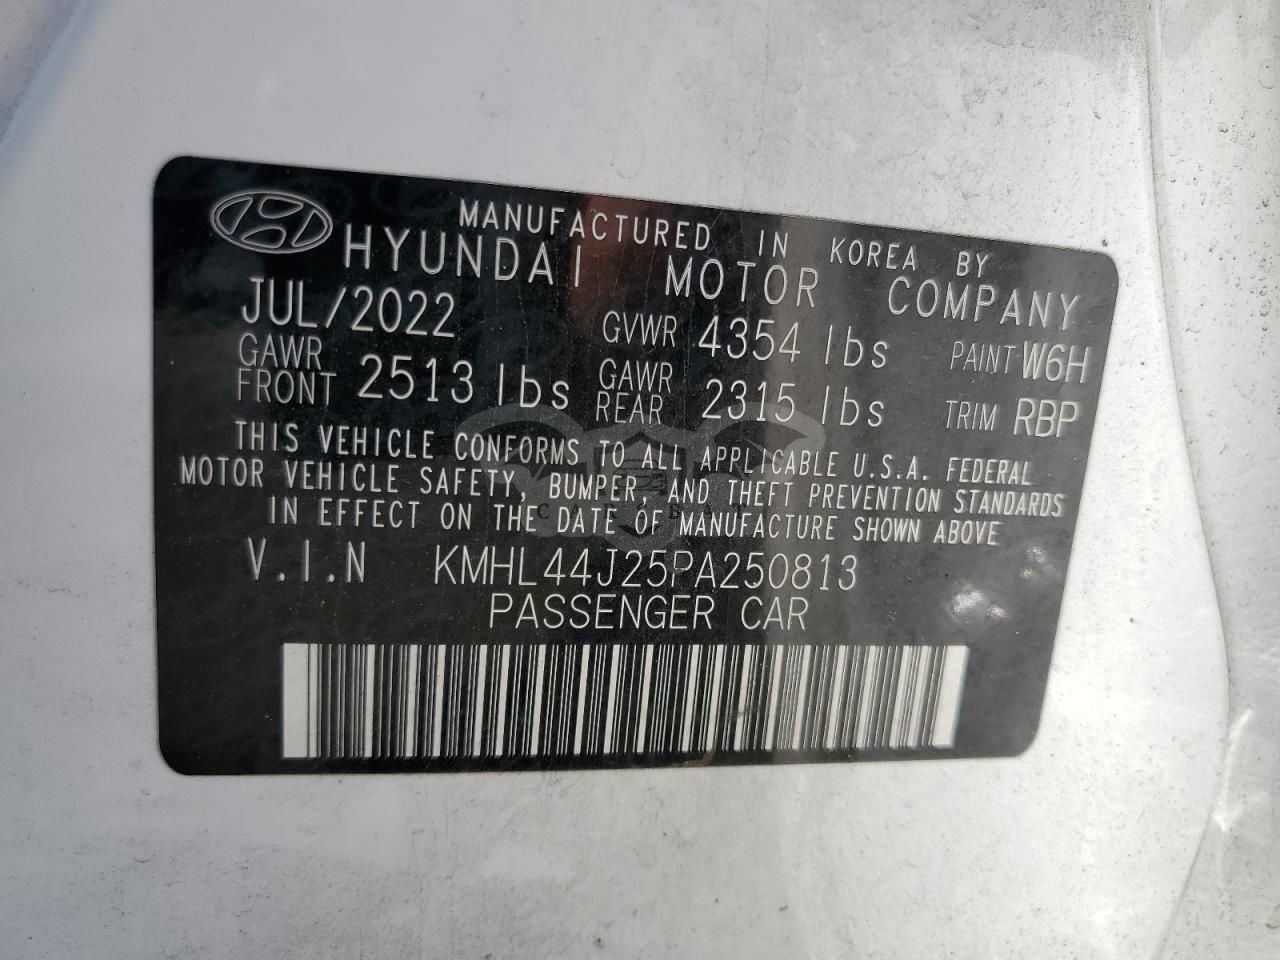 MANUFACTURED IN KOREA BY
HYUNDAI MOTOR COMPANY
JUL/2022 GVWR 4354 lbs PAINT W6H
GAWR FRONT 2513 lbs GAWR REAR 2315 lbs TRIM RBP
THIS VEHICLE CONFORMS TO ALL APPLICABLE U.S.A. FEDERAL
MOTOR VEHICLE SAFETY, BUMPER, AND THEFT PREVENTION STANDARDS
IN EFFECT ON THE DATE OF MANUFACTURE SHOWN ABOVE
V.I.N KMHL44J25PA250813
PASSENGER CAR